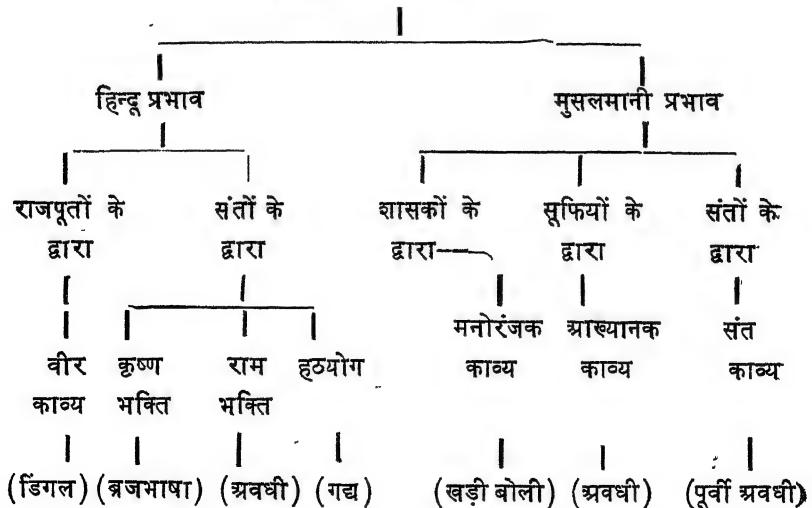 हिन्दू प्रभाव मुसलमानी प्रभाव
राजपूतों के संतों के शासकों के सूफियों के संतों के
द्वारा द्वारा द्वारा द्वारा द्वारा
मनोरंजक आख्यानक संत
वीर कृष्ण राम हठयोग काव्य काव्य काव्य
काव्य भक्ति भक्ति
(डिंगल) (ब्रजभाषा) (अवधी) (गद्य) (खड़ी बोली) (अवधी) (पूर्वी अवधी)